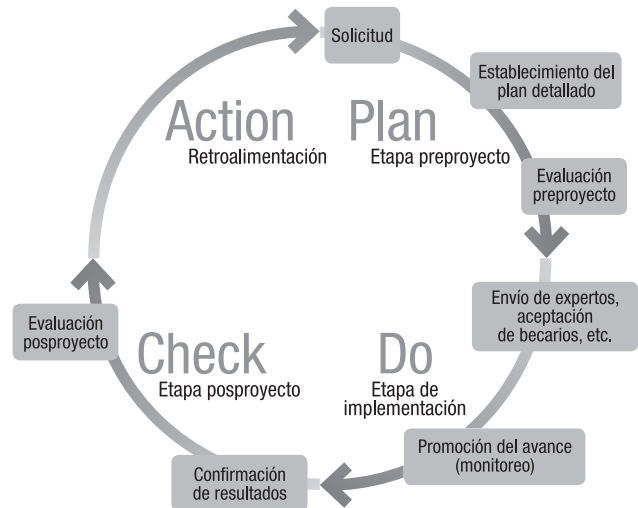 Solicitud
Establecimiento del
plan detallado
Action
Retroalimentación
Plan
Etapa preproyecto
Evaluación
preproyecto
Envío de expertos,
aceptación
de becarios, etc.
Evaluación
posproyecto
Check
Etapa posproyecto
Do
Etapa de
implementación
Promoción del avance
(monitoreo)
Confirmación
de resultados